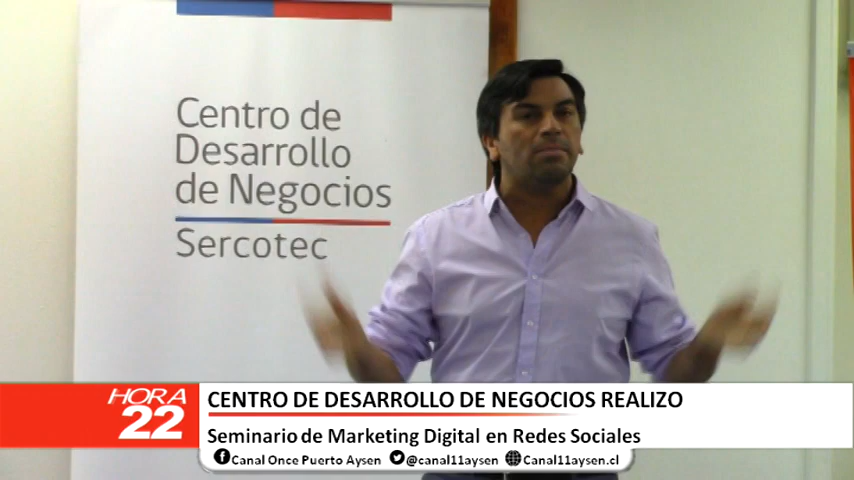 Centro de
Desarrollo
de Negocios
Sercotec
HORA
22
CENTRO DE DESARROLLO DE NEGOCIOS REALIZO
Seminario de Marketing Digital en Redes Sociales
Canal Once Puerto Aysen @canal11aysen Canal11aysen.cl